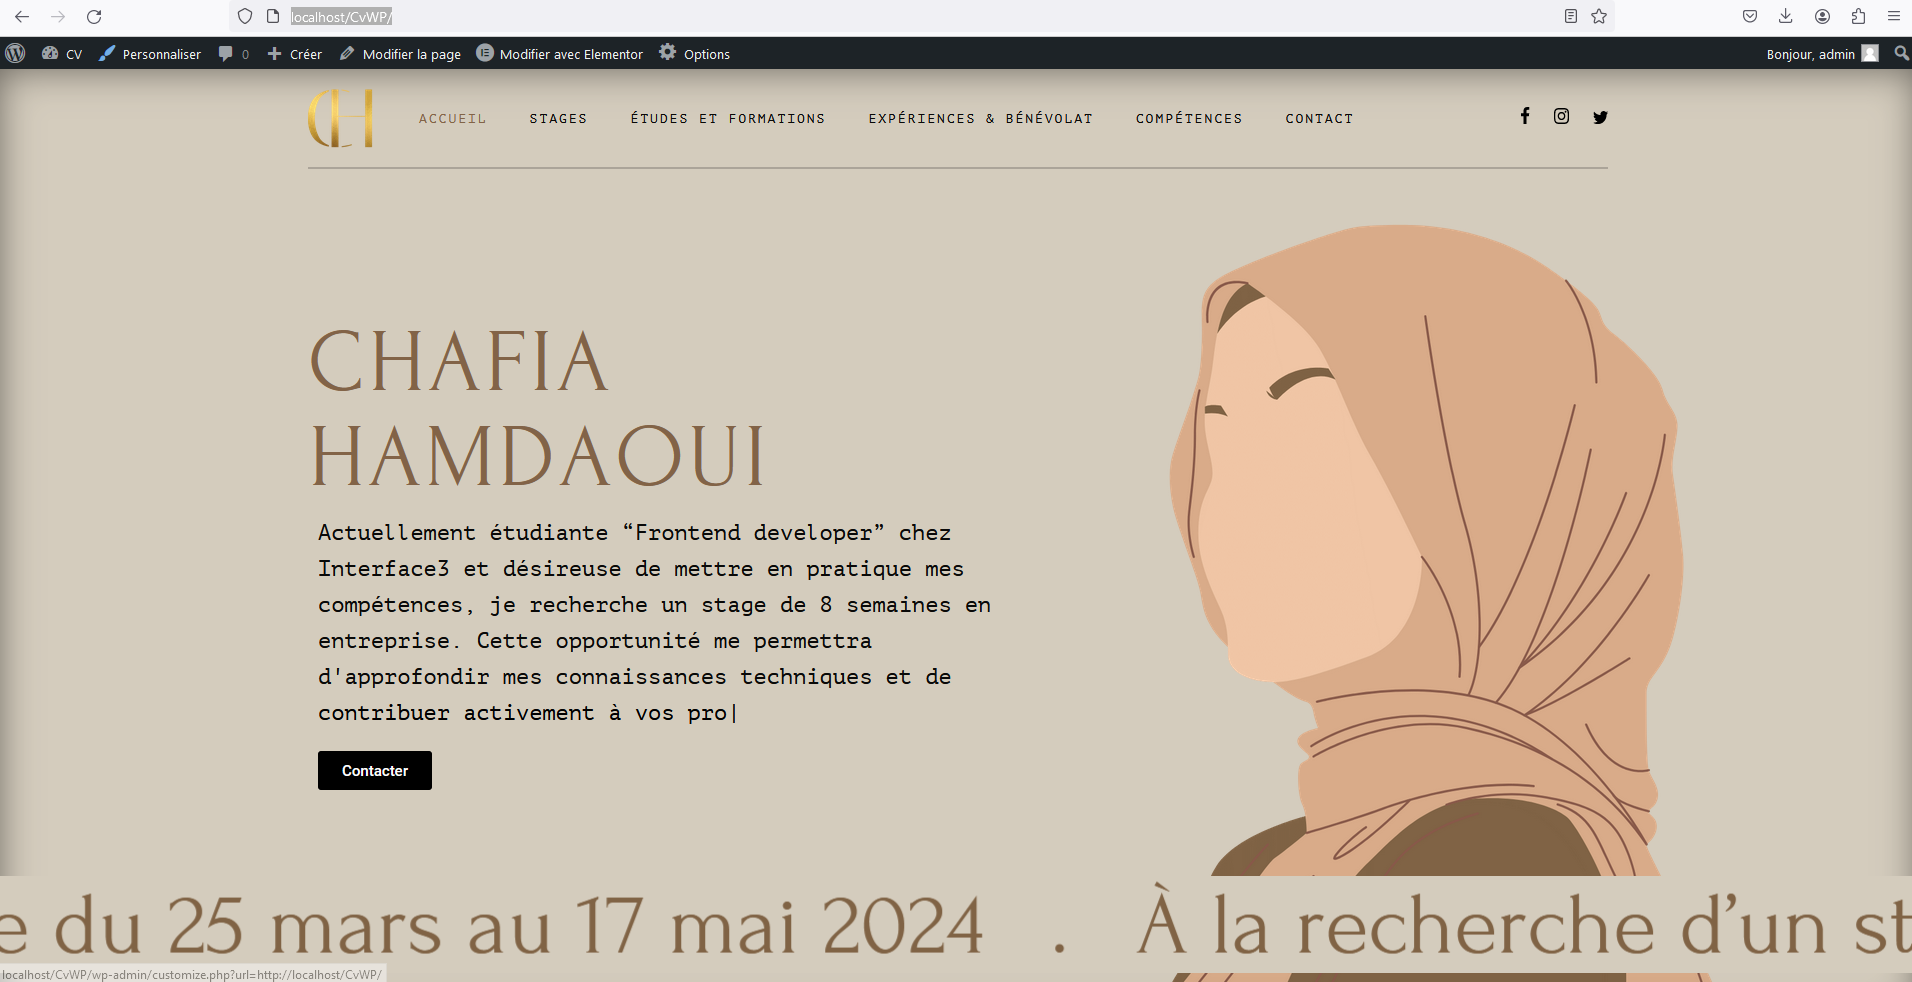 localhost/CvWP/
CV Personnaliser 0 Créer Modifier la page Modifier avec Elementor Options Bonjour, admin
CH ACCUEIL STAGES ÉTUDES ET FORMATIONS EXPÉRIENCES & BÉNÉVOLAT COMPÉTENCES CONTACT
CHAFIA
HAMDAOUI
Actuellement étudiante “Frontend developer” chez
Interface3 et désireuse de mettre en pratique mes
compétences, je recherche un stage de 8 semaines en
entreprise. Cette opportunité me permettra
d'approfondir mes connaissances techniques et de
contribuer activement à vos pro|
Contacter
e du 25 mars au 17 mai 2024 . À la recherche d’un st
localhost/CvWP/wp-admin/customize.php?url=http://localhost/CvWP/